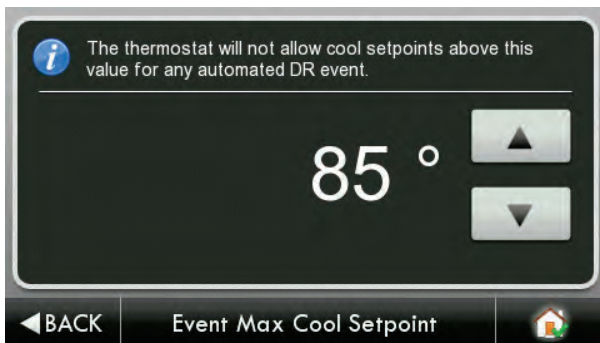 The thermostat will not allow cool setpoints above this
value for any automated DR event.
85 °
BACK
Event Max Cool Setpoint